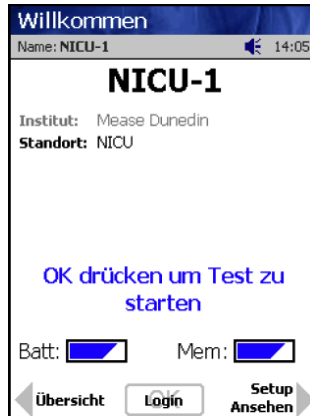 Willkommen
Name: NICU-1 14:05
NICU-1
Institut: Mease Dunedin
Standort: NICU
OK drücken um Test zu
starten
Batt: Mem:
Übersicht Login Setup
Ansehen